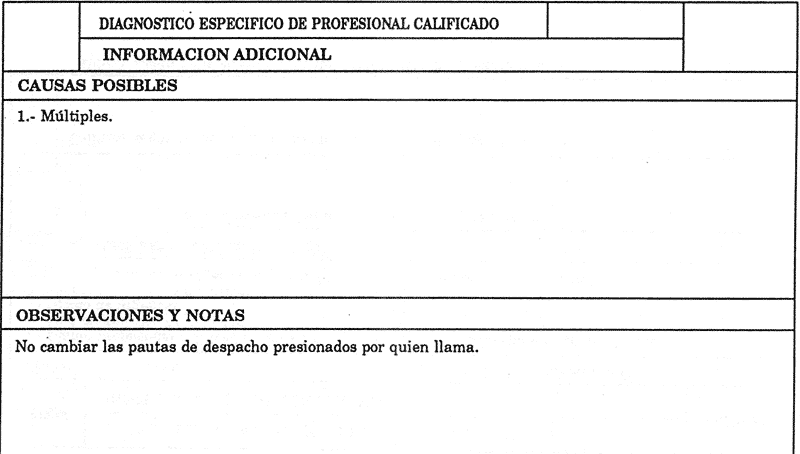 DIAGNOSTICO ESPECIFICO DE PROFESIONAL CALIFICADO
INFORMACION ADICIONAL
CAUSAS POSIBLES
1.- Múltiples.
OBSERVACIONES Y NOTAS
No cambiar las pautas de despacho presionados por quien llama.